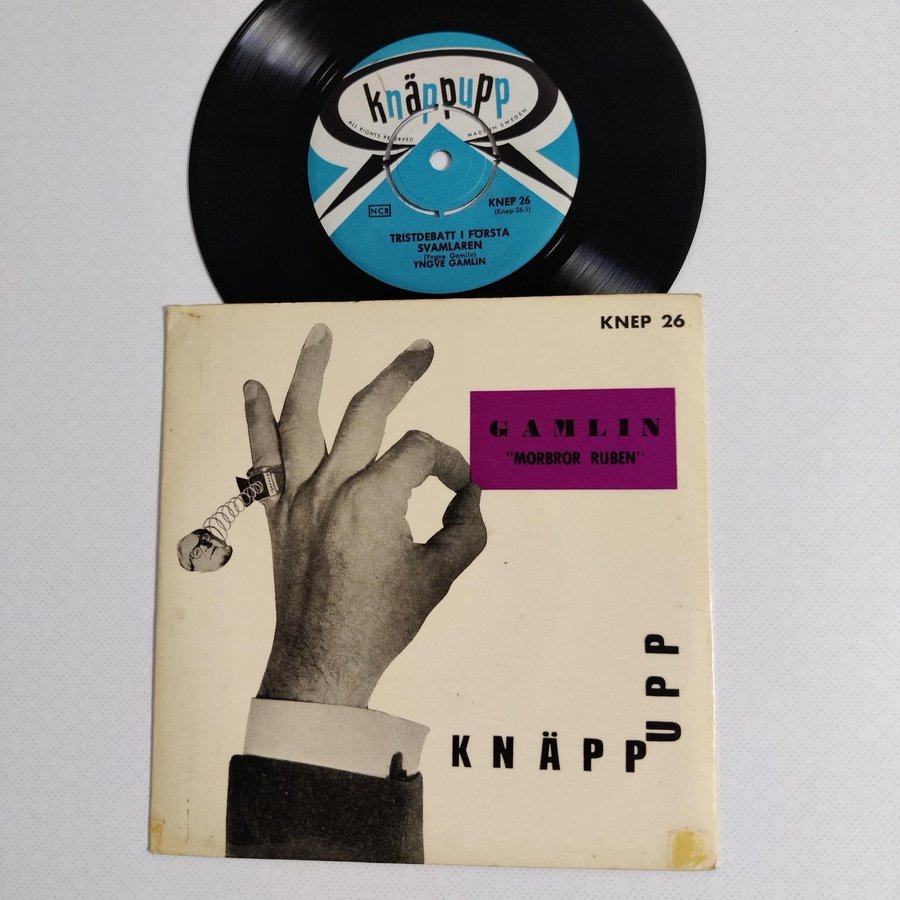 knäppupp
ALL RIGHTS RESERVED
MADE IN SWEDEN
NCB
KNEP 26
(Knep-26-1)
TRISTDEBATT I FÖRSTA
SVAMLAREN
(Yngve Gamlin)
YNGVE GAMLIN
KNEP 26
GAMLIN
"MORBROR RUBEN"
KNÄPP
UPP